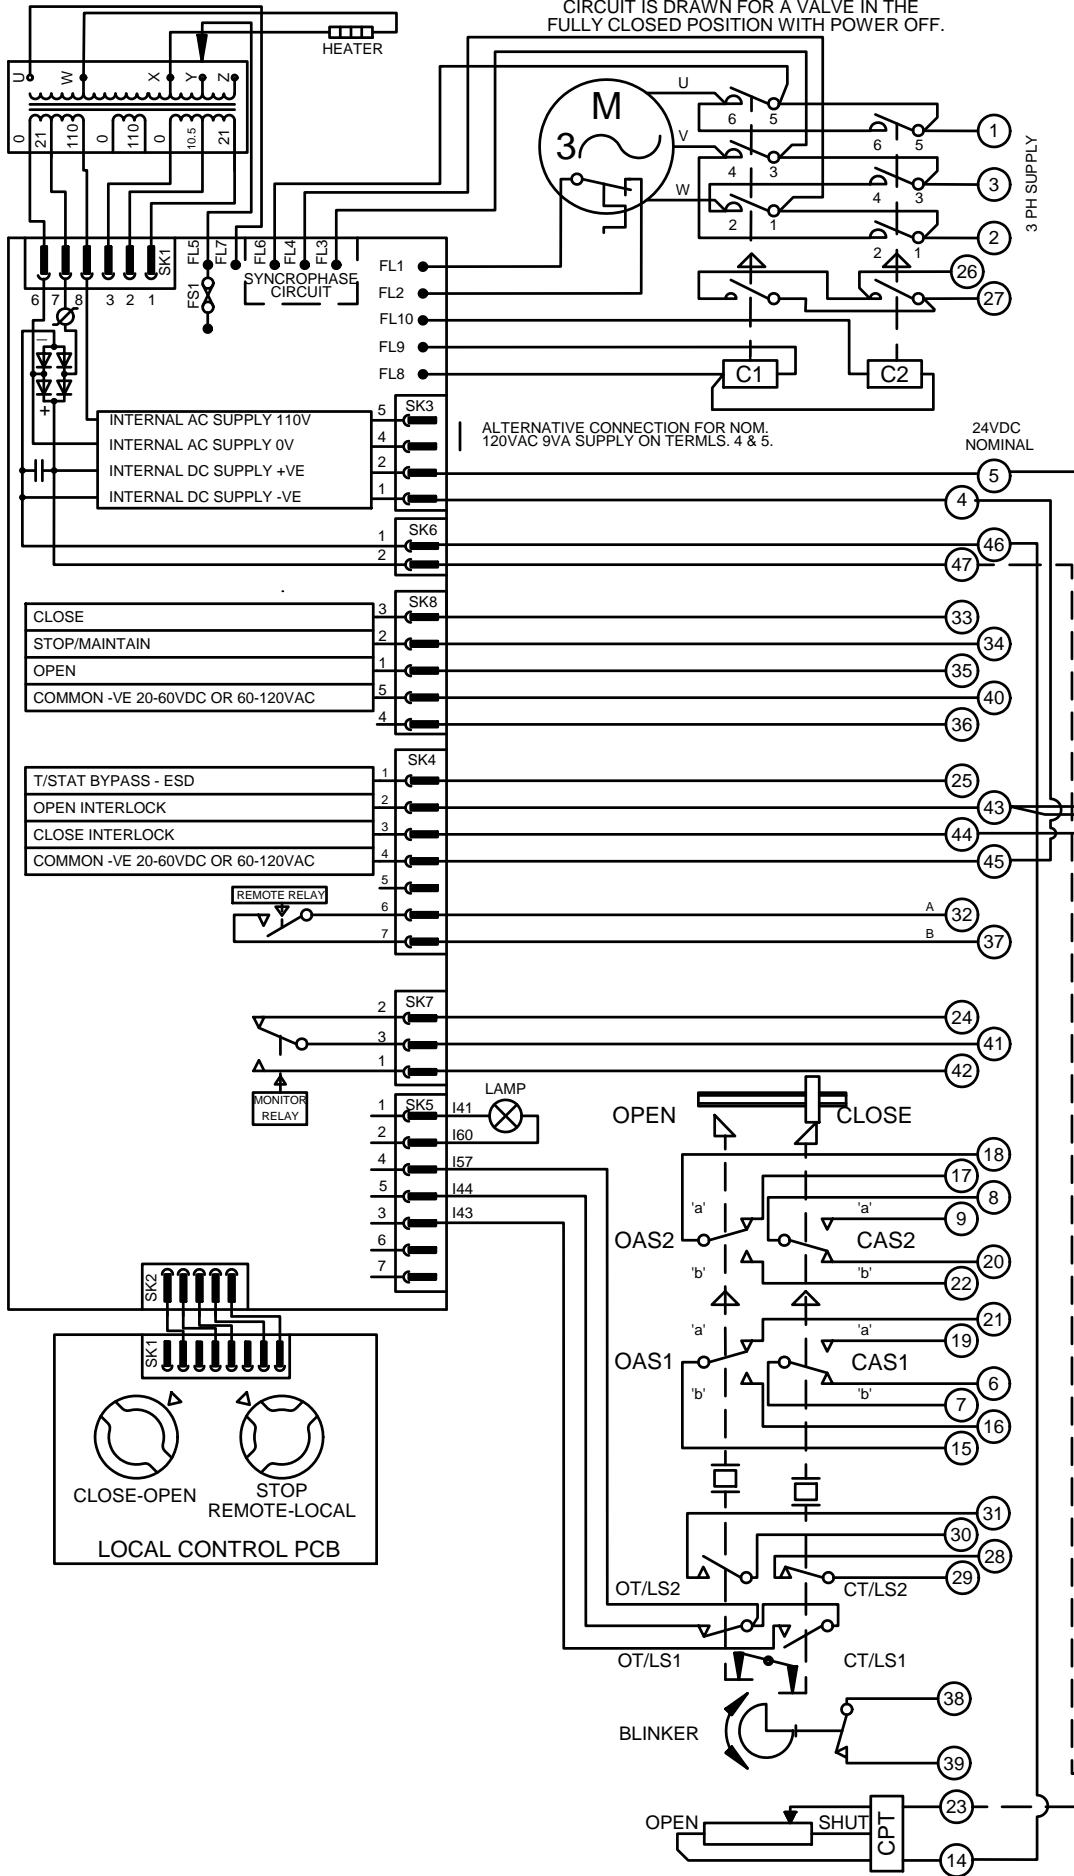 CIRCUIT IS DRAWN FOR A VALVE IN THE
FULLY CLOSED POSITION WITH POWER OFF.
HEATER
U W X Y Z
0 21 110 0 110 0 10.5 21
M
3
U
V
W
6 5
4 3
2 1
6 5
4 3
2 1
1
3
2
3 PH SUPPLY
26
27
6 7 8 3 2 1
SK1
FL5
FL7
FL6
FL4
FL3
FS1
SYNCROPHASE
CIRCUIT
FL1
FL2
FL10
FL9
FL8
C1
C2
–
+
INTERNAL AC SUPPLY 110V
INTERNAL AC SUPPLY 0V
INTERNAL DC SUPPLY +VE
INTERNAL DC SUPPLY -VE
5
4
2
1
SK3
ALTERNATIVE CONNECTION FOR NOM.
120VAC 9VA SUPPLY ON TERMLS. 4 & 5.
24VDC
NOMINAL
5
4
1
2
SK6
46
47
CLOSE
STOP/MAINTAIN
OPEN
COMMON -VE 20-60VDC OR 60-120VAC
3
2
1
5
4
SK8
33
34
35
40
36
T/STAT BYPASS - ESD
OPEN INTERLOCK
CLOSE INTERLOCK
COMMON -VE 20-60VDC OR 60-120VAC
1
2
3
4
5
6
7
SK4
25
43
44
45
REMOTE RELAY
A 32
B 37
2
3
1
SK7
24
41
42
MONITOR
RELAY
1
2
4
5
3
6
7
SK5
I41
I60
I57
I44
I43
LAMP
OPEN
CLOSE
18
17
8
9
20
22
'a'
'a'
OAS2
CAS2
'b'
'b'
21
19
6
7
16
15
'a'
'a'
OAS1
CAS1
'b'
'b'
SK2
SK1
CLOSE-OPEN
STOP
REMOTE-LOCAL
LOCAL CONTROL PCB
31
30
28
29
OT/LS2
CT/LS2
OT/LS1
CT/LS1
BLINKER
38
39
OPEN
SHUT
CPT
23
14